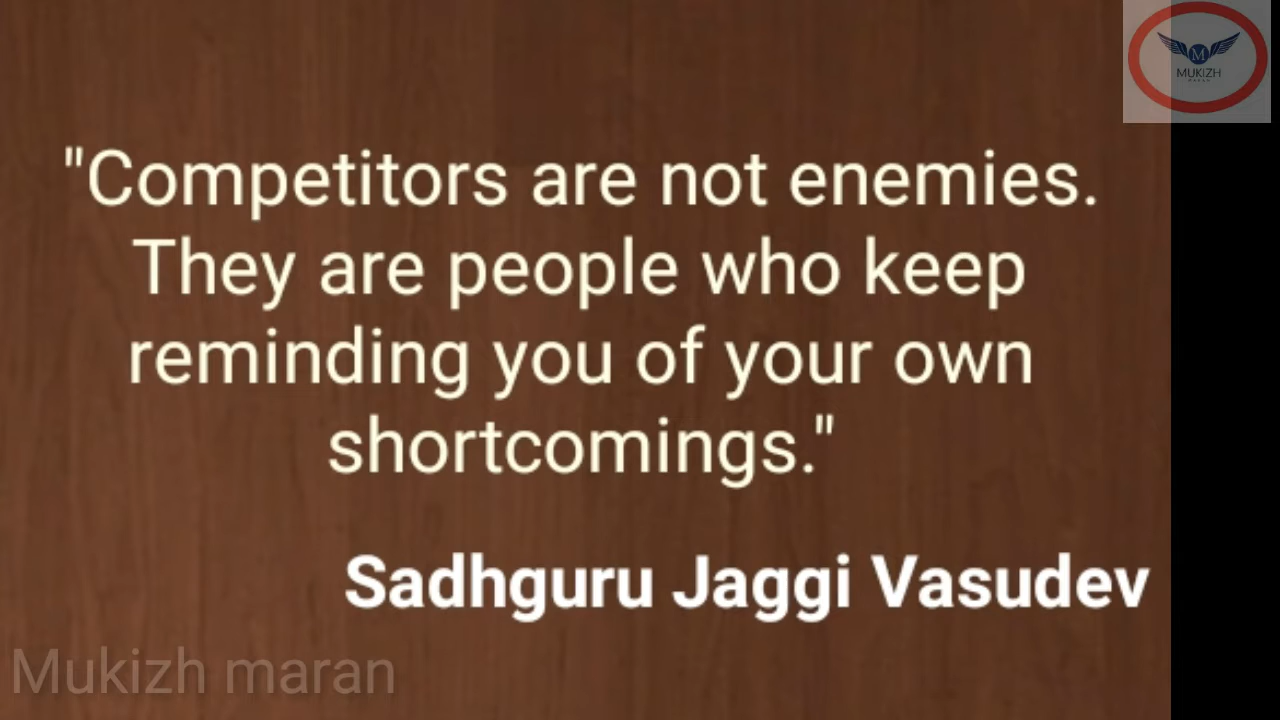 MUKIZH
"Competitors are not enemies.
They are people who keep
reminding you of your own
shortcomings."
Sadhguru Jaggi Vasudev
Mukizh maran